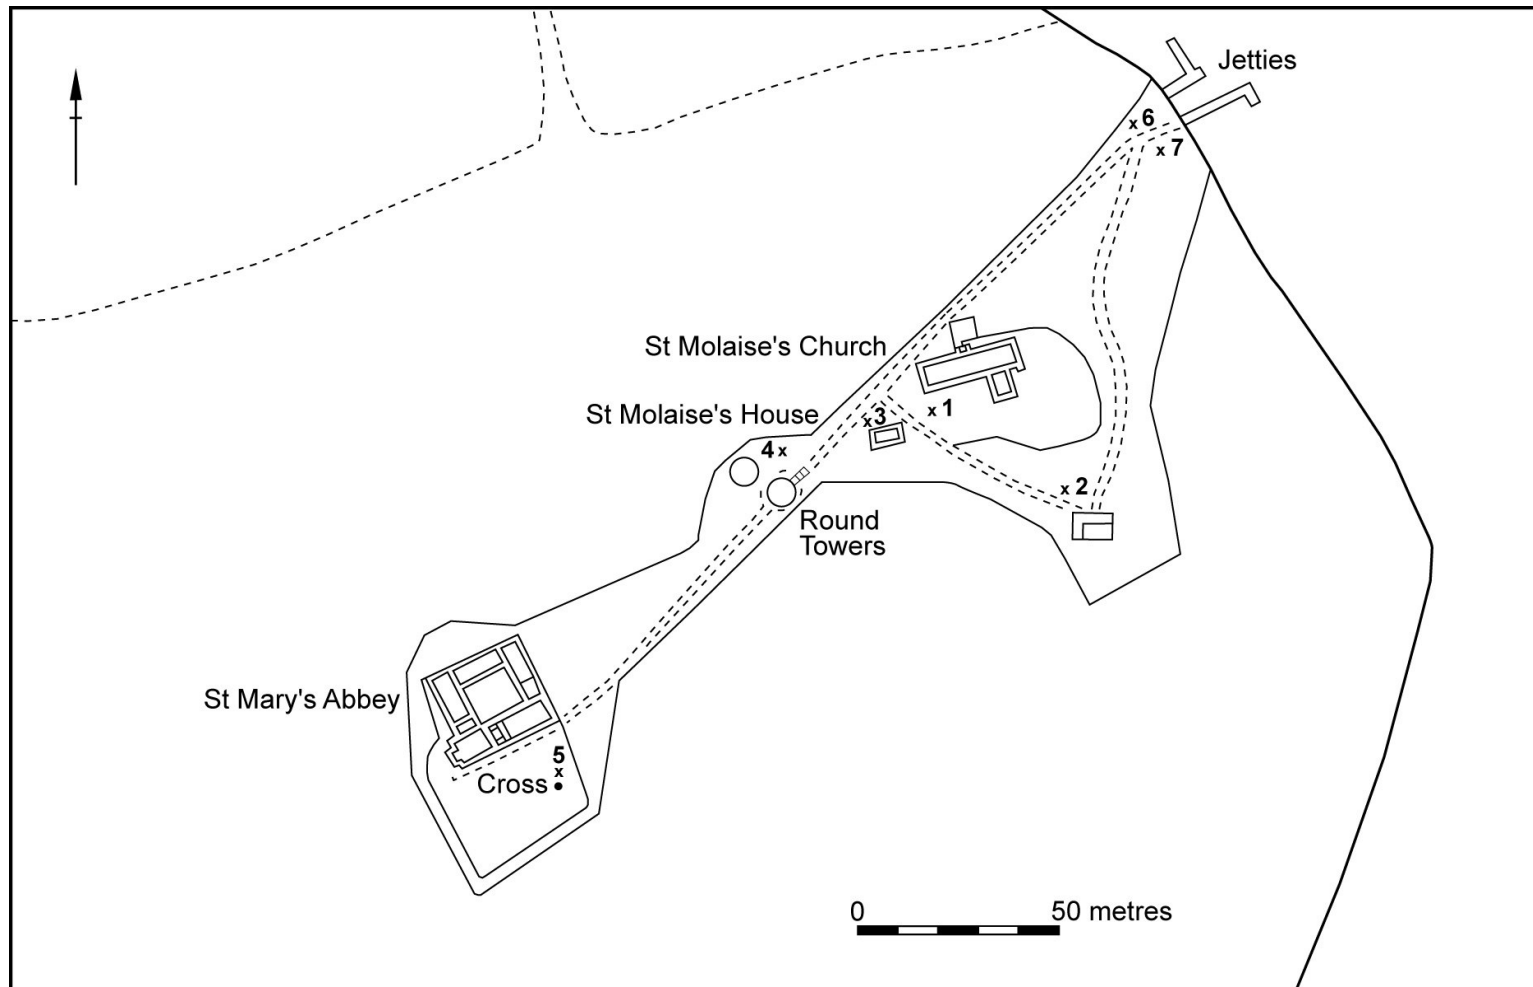 Jetties
x 6
x 7
St Molaise's Church
St Molaise's House
x 3
x 1
4 x
x 2
Round
Towers
St Mary's Abbey
5
x
Cross
0 50 metres